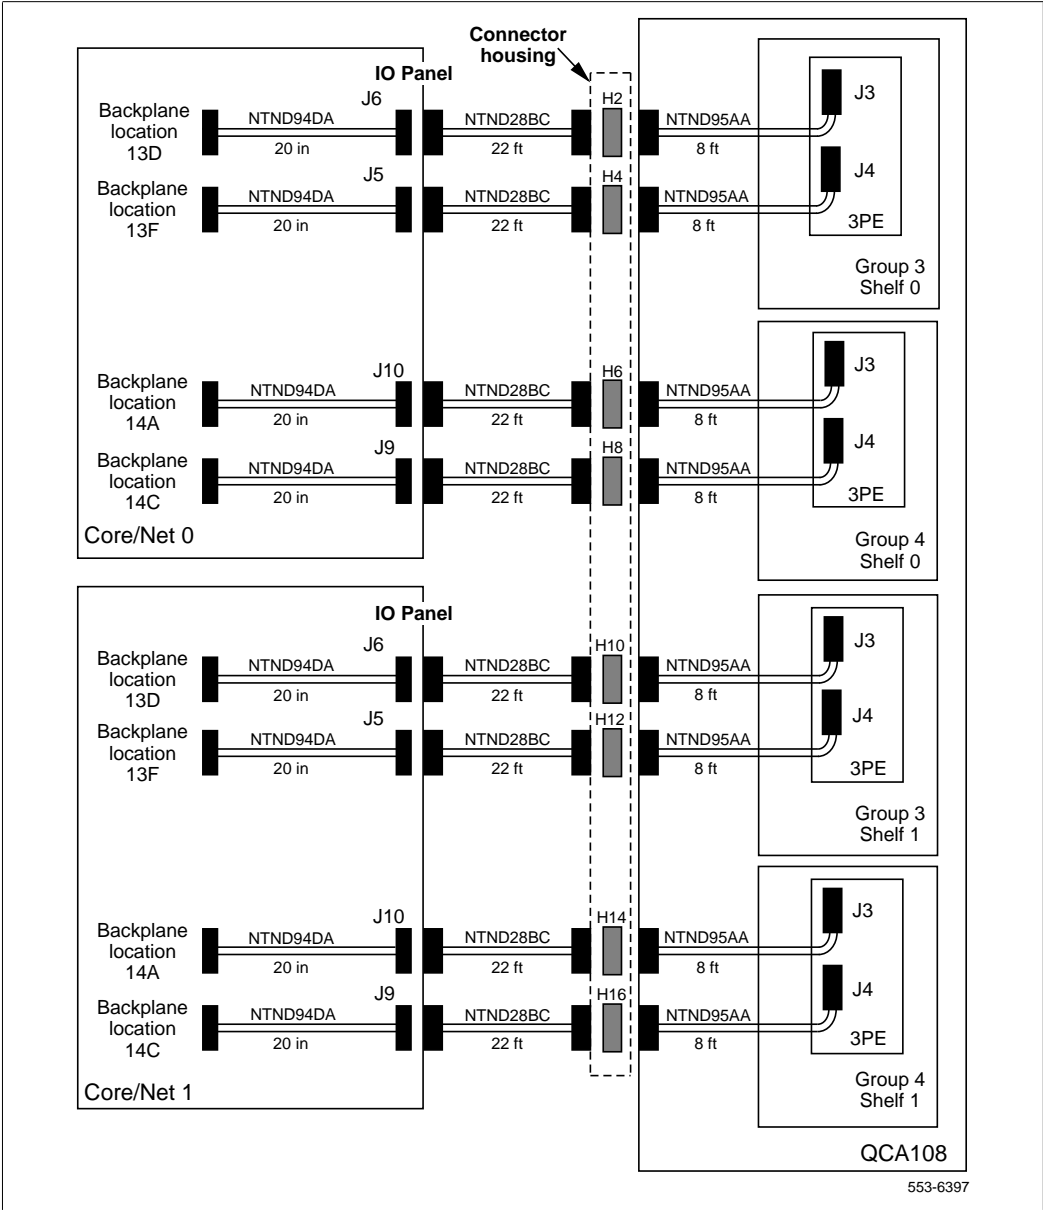 Connector
housing
IO Panel
Backplane
location
13D
NTND94DA
20 in
J6
NTND28BC
22 ft
H2
NTND95AA
8 ft
J3
Backplane
location
13F
NTND94DA
20 in
J5
NTND28BC
22 ft
H4
NTND95AA
8 ft
J4
3PE
Group 3
Shelf 0
Backplane
location
14A
NTND94DA
20 in
J10
NTND28BC
22 ft
H6
NTND95AA
8 ft
J3
Backplane
location
14C
NTND94DA
20 in
J9
NTND28BC
22 ft
H8
NTND95AA
8 ft
J4
3PE
Core/Net 0
Group 4
Shelf 0
IO Panel
Backplane
location
13D
NTND94DA
20 in
J6
NTND28BC
22 ft
H10
NTND95AA
8 ft
J3
Backplane
location
13F
NTND94DA
20 in
J5
NTND28BC
22 ft
H12
NTND95AA
8 ft
J4
3PE
Group 3
Shelf 1
Backplane
location
14A
NTND94DA
20 in
J10
NTND28BC
22 ft
H14
NTND95AA
8 ft
J3
Backplane
location
14C
NTND94DA
20 in
J9
NTND28BC
22 ft
H16
NTND95AA
8 ft
J4
3PE
Core/Net 1
Group 4
Shelf 1
QCA108
553-6397